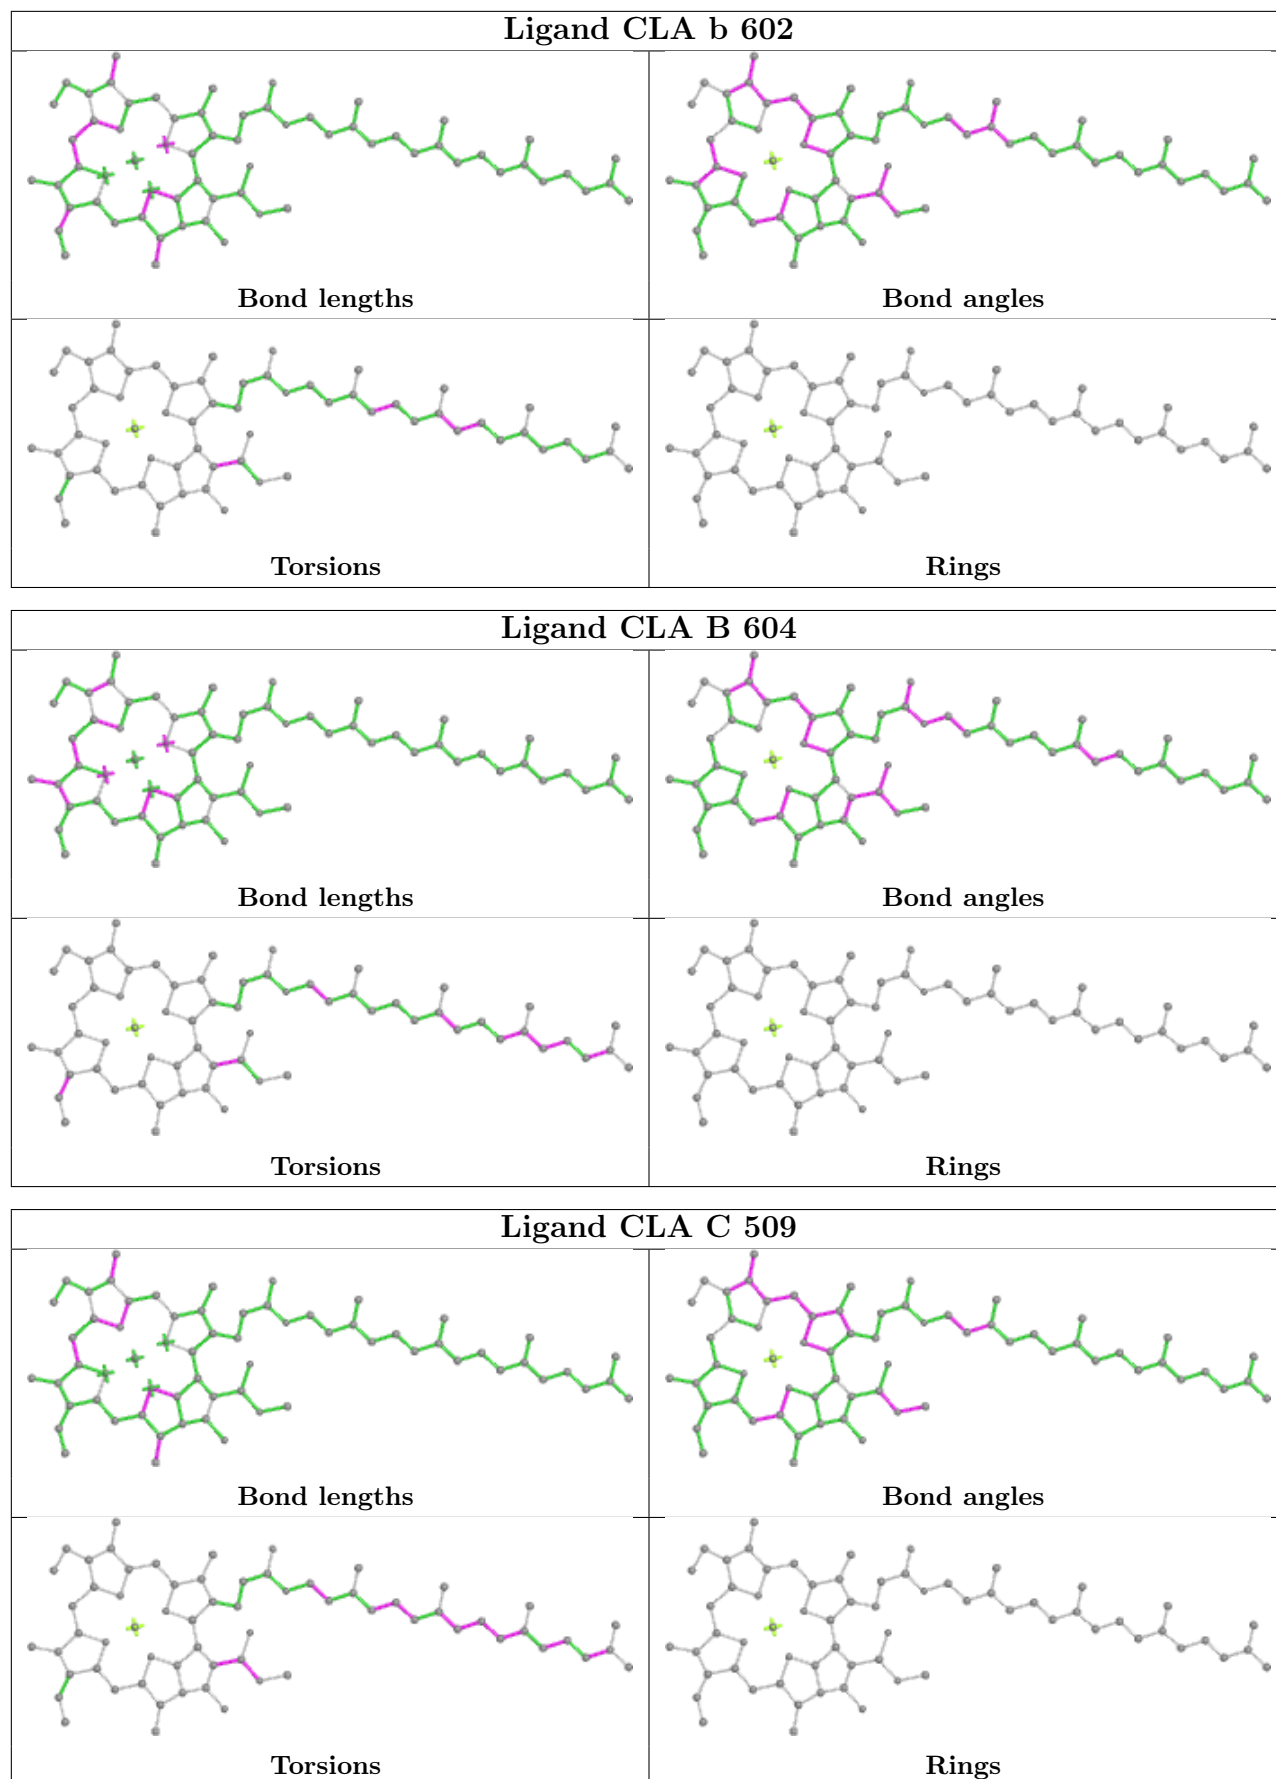 Ligand CLA b 602
Bond lengths
Bond angles
Torsions
Rings
Ligand CLA B 604
Bond lengths
Bond angles
Torsions
Rings
Ligand CLA C 509
Bond lengths
Bond angles
Torsions
Rings